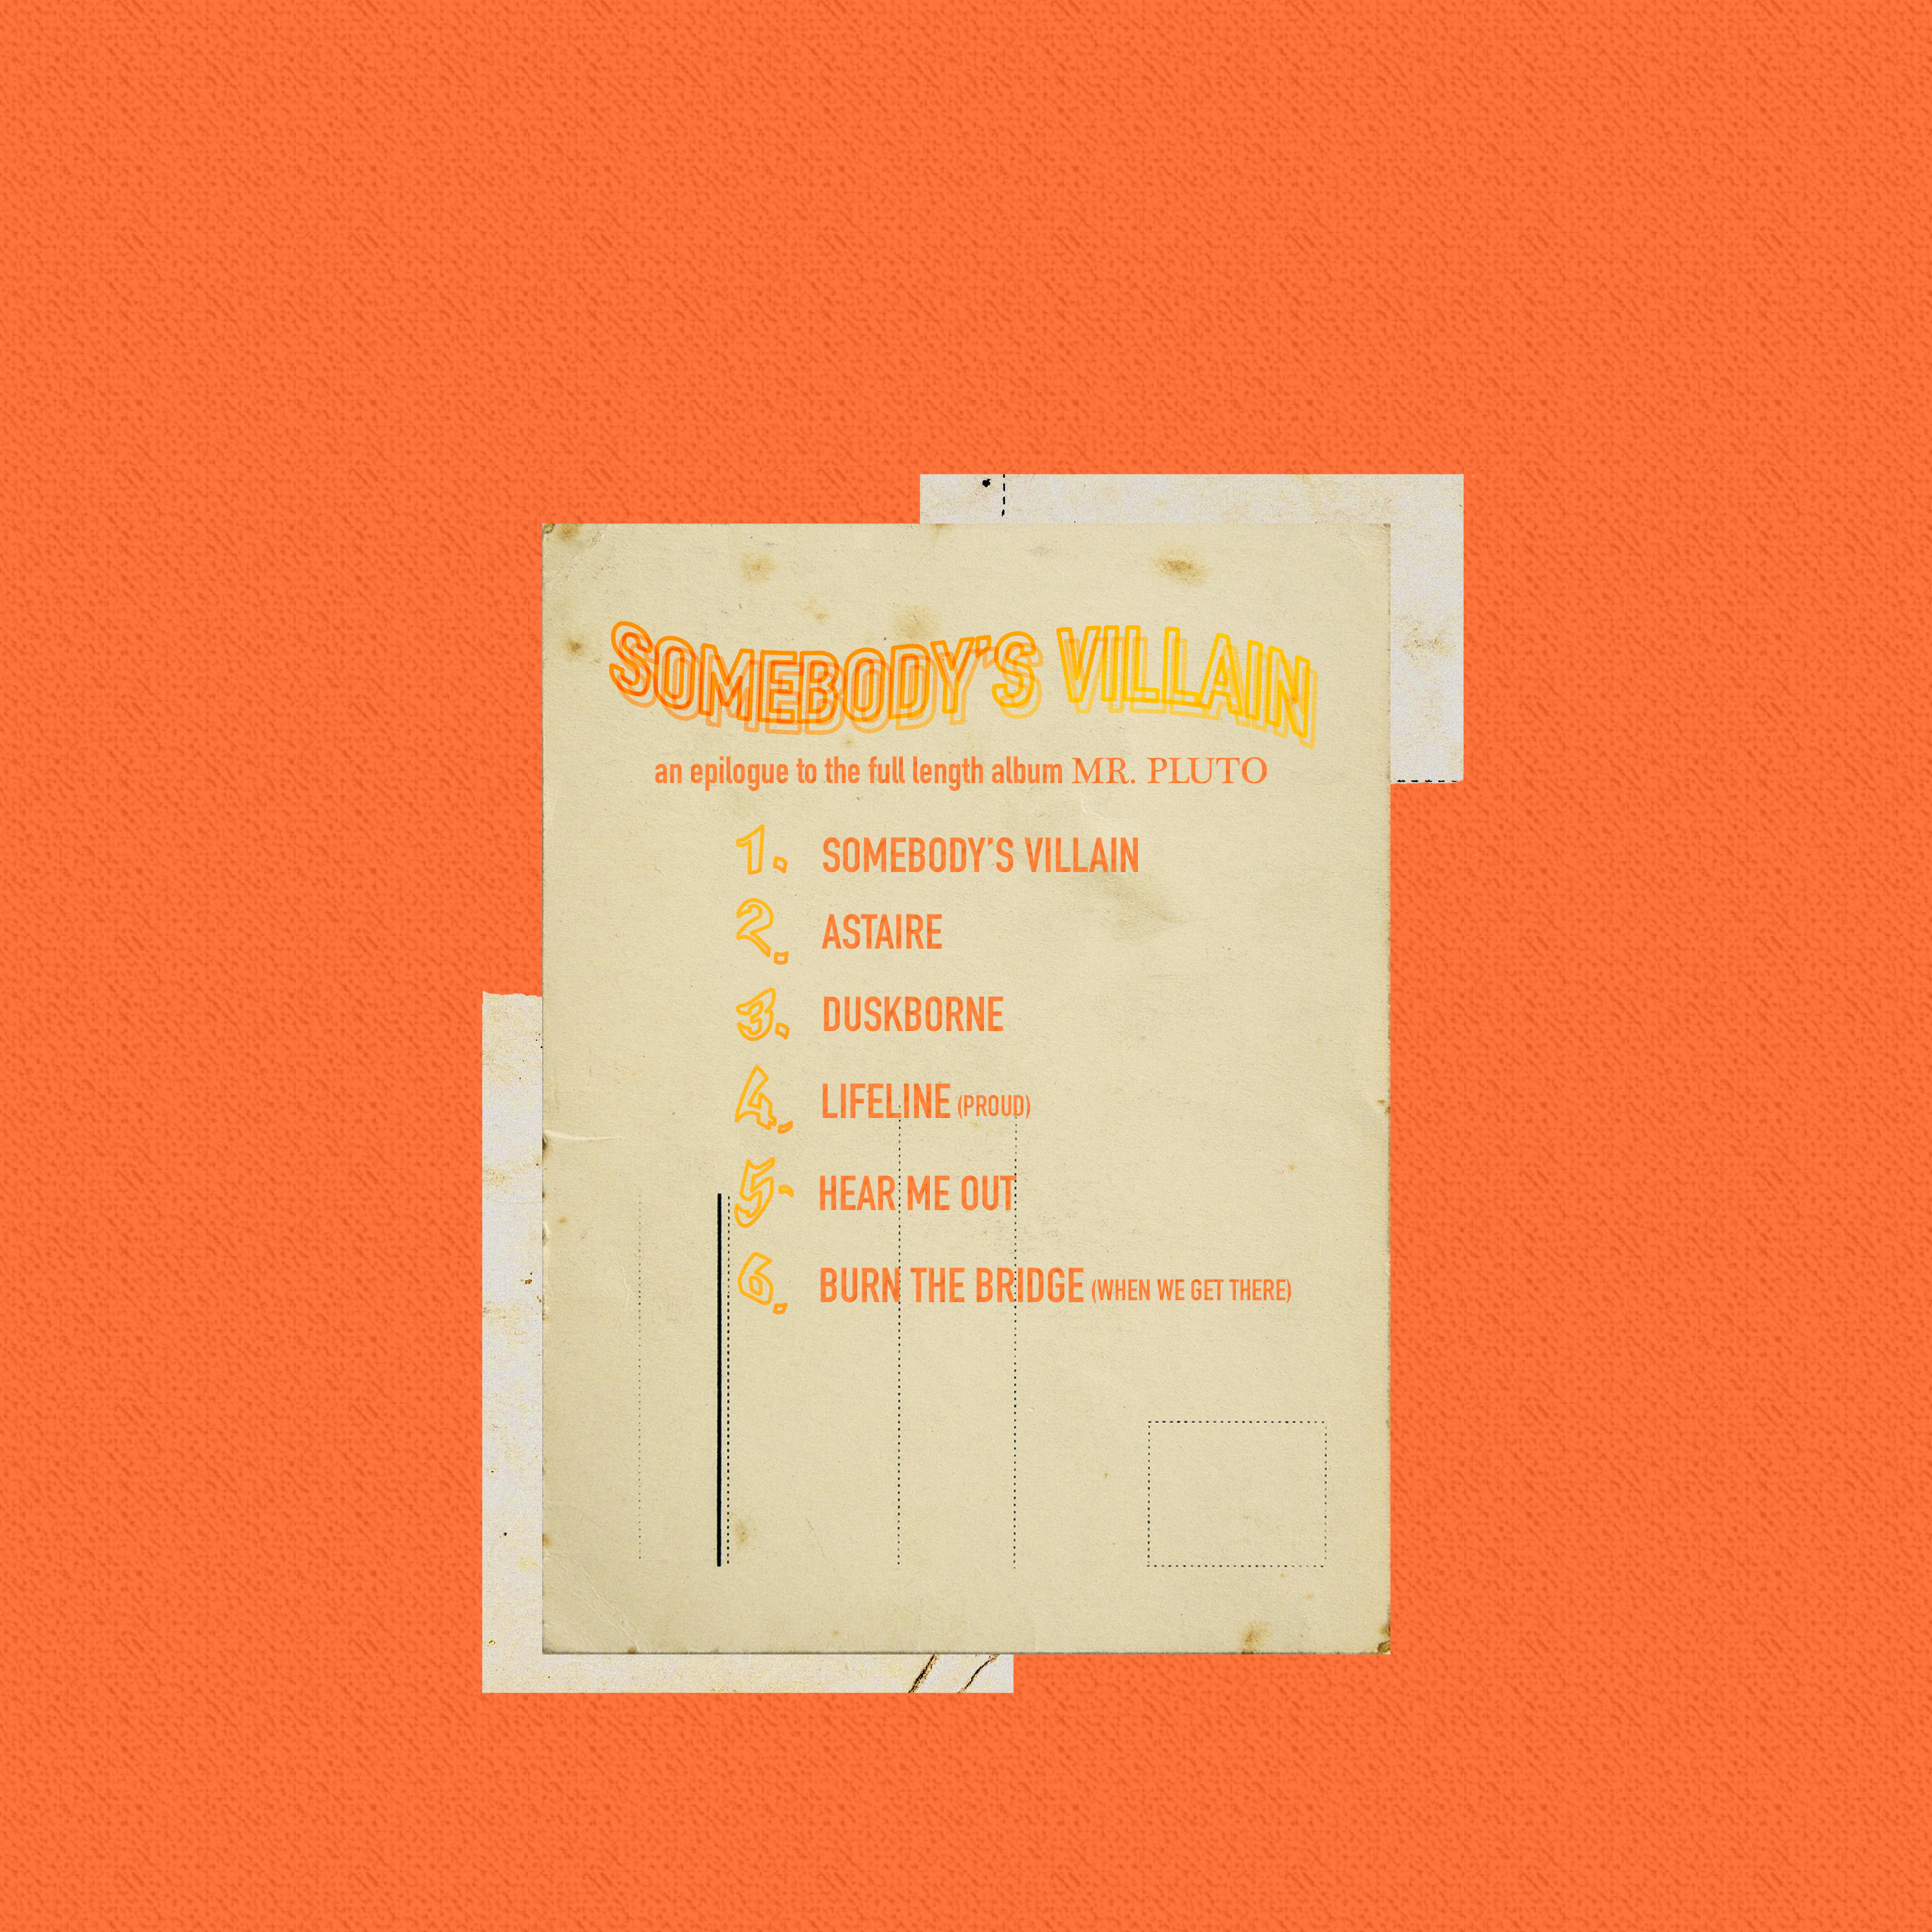 SOMEBODY'S VILLAIN
an epilogue to the full length album MR. PLUTO
1. SOMEBODY'S VILLAIN
2. ASTAIRE
3. DUSKBORNE
4. LIFELINE (PROUD)
5. HEAR ME OUT
6. BURN THE BRIDGE (WHEN WE GET THERE)